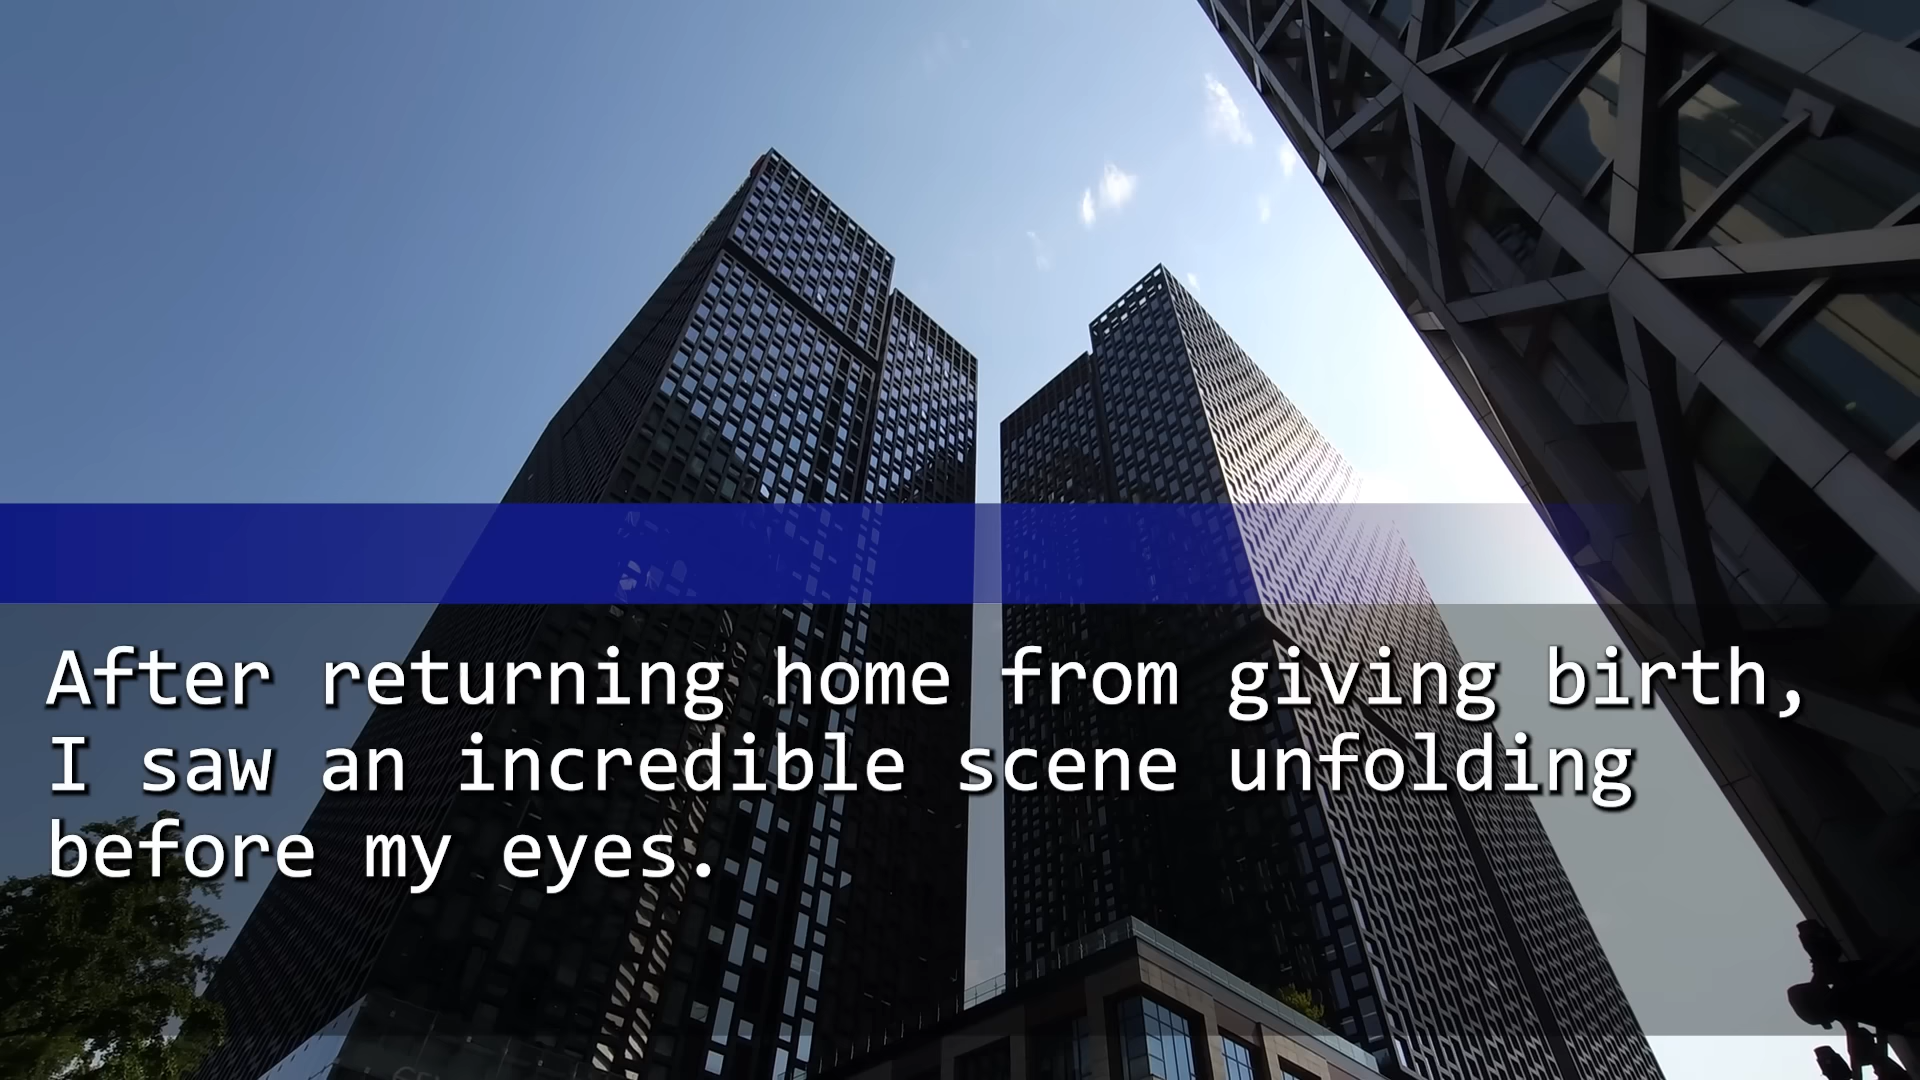 After returning home from giving birth,
I saw an incredible scene unfolding
before my eyes.